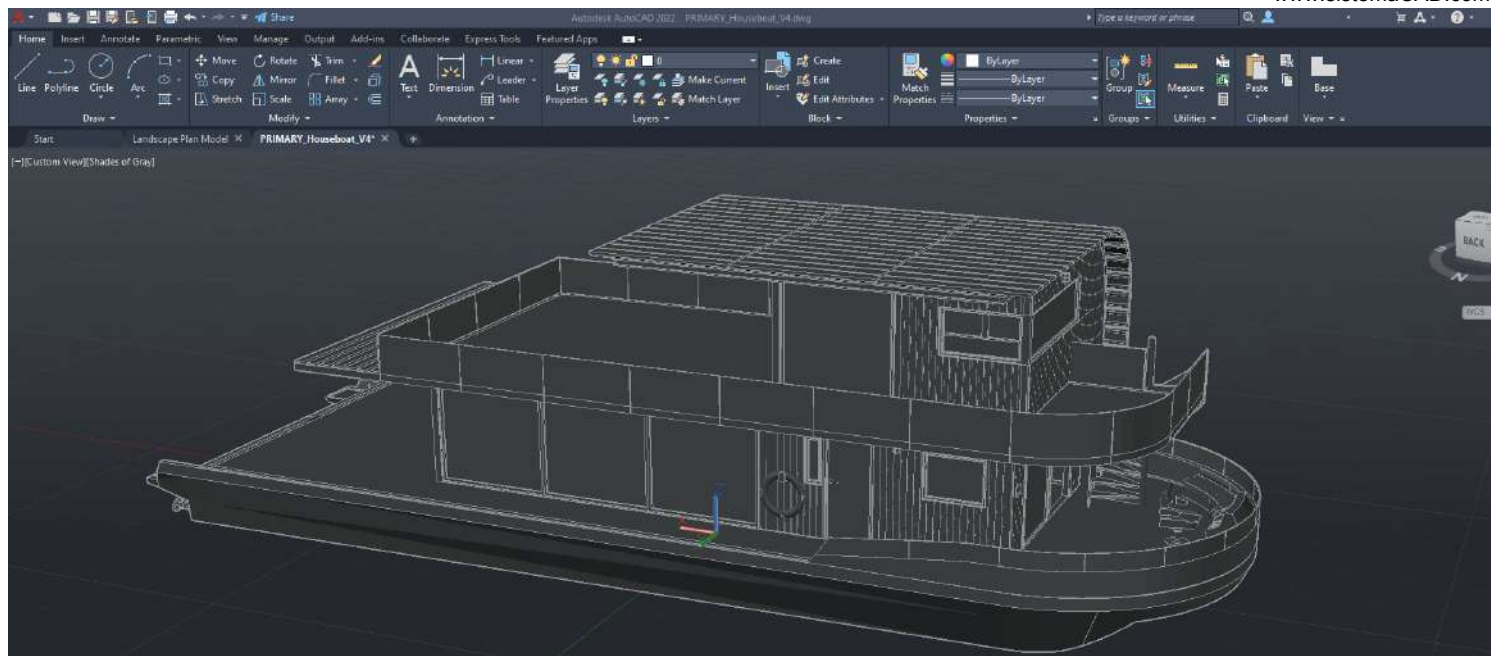 Share
Autodesk AutoCAD 2022 PRIMARY_Houseboat_V4.dwg
Type a keyword or phrase
Home Insert Annotate Parametric View Manage Output Add-ins Collaborate Express Tools Featured Apps
Line Polyline Circle Arc
Move Rotate Trim
Copy Mirror Fillet
Stretch Scale Array
Text Dimension
Linear
Leader
Table
Layer Properties
0
Make Current
Match Layer
Insert
Create
Edit
Edit Attributes
Match Properties
ByLayer
ByLayer
ByLayer
Group
Measure
Paste
Base
Draw Modify Annotation Layers Block Properties Groups Utilities Clipboard View
Start Landscape Plan Model PRIMARY_Houseboat_V4*
[-][Custom View][Shades of Gray]
BACK
N
WCS